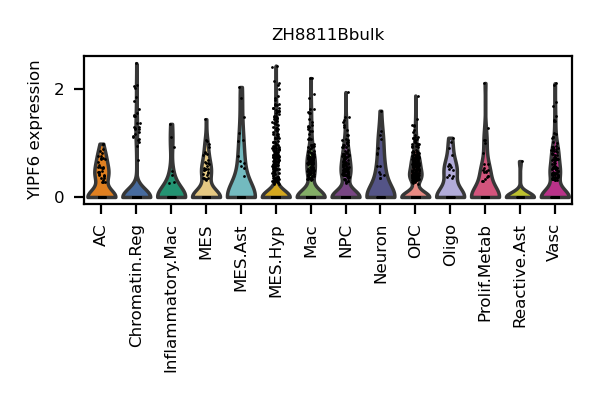 ZH8811Bbulk
YIPF6 expression
2
0
AC
Chromatin.Reg
Inflammatory.Mac
MES
MES.Ast
MES.Hyp
Mac
NPC
Neuron
OPC
Oligo
Prolif.Metab
Reactive.Ast
Vasc